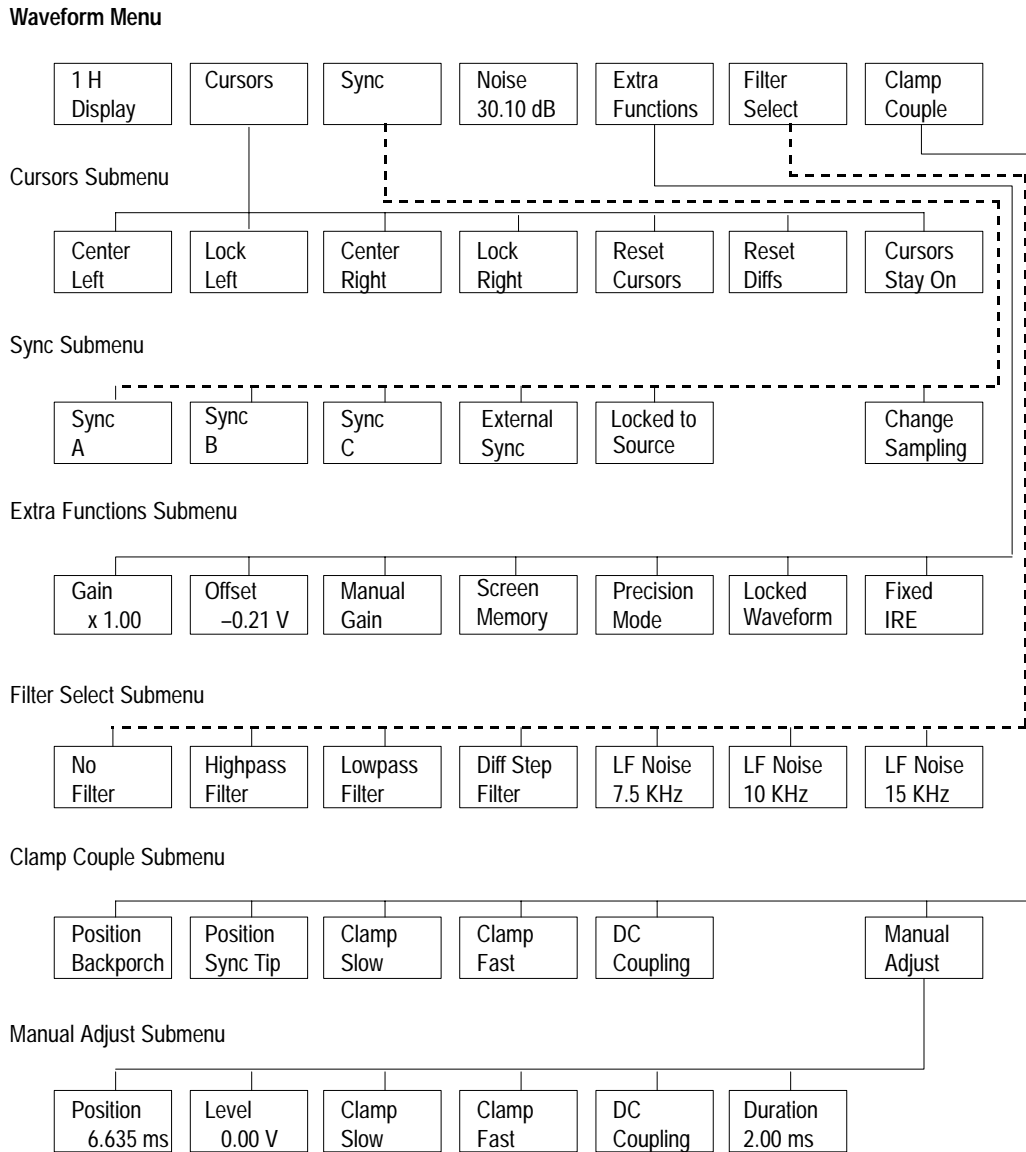 Waveform Menu
1 H
Display
Cursors
Sync
Noise
30.10 dB
Extra
Functions
Filter
Select
Clamp
Couple
Cursors Submenu
Center
Left
Lock
Left
Center
Right
Lock
Right
Reset
Cursors
Reset
Diffs
Cursors
Stay On
Sync Submenu
Sync
A
Sync
B
Sync
C
External
Sync
Locked to
Source
Change
Sampling
Extra Functions Submenu
Gain
x 1.00
Offset
–0.21 V
Manual
Gain
Screen
Memory
Precision
Mode
Locked
Waveform
Fixed
IRE
Filter Select Submenu
No
Filter
Highpass
Filter
Lowpass
Filter
Diff Step
Filter
LF Noise
7.5 KHz
LF Noise
10 KHz
LF Noise
15 KHz
Clamp Couple Submenu
Position
Backporch
Position
Sync Tip
Clamp
Slow
Clamp
Fast
DC
Coupling
Manual
Adjust
Manual Adjust Submenu
Position
6.635 ms
Level
0.00 V
Clamp
Slow
Clamp
Fast
DC
Coupling
Duration
2.00 ms